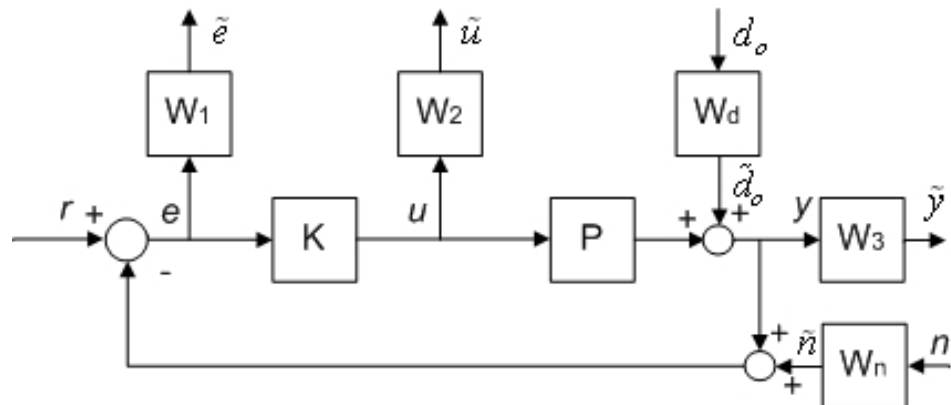 ẽ
ũ
d_o
W₁
W₂
W_d
d̃_o
r + e u + + y ỹ
K P W₃
-
+ ñ n
+
W_n